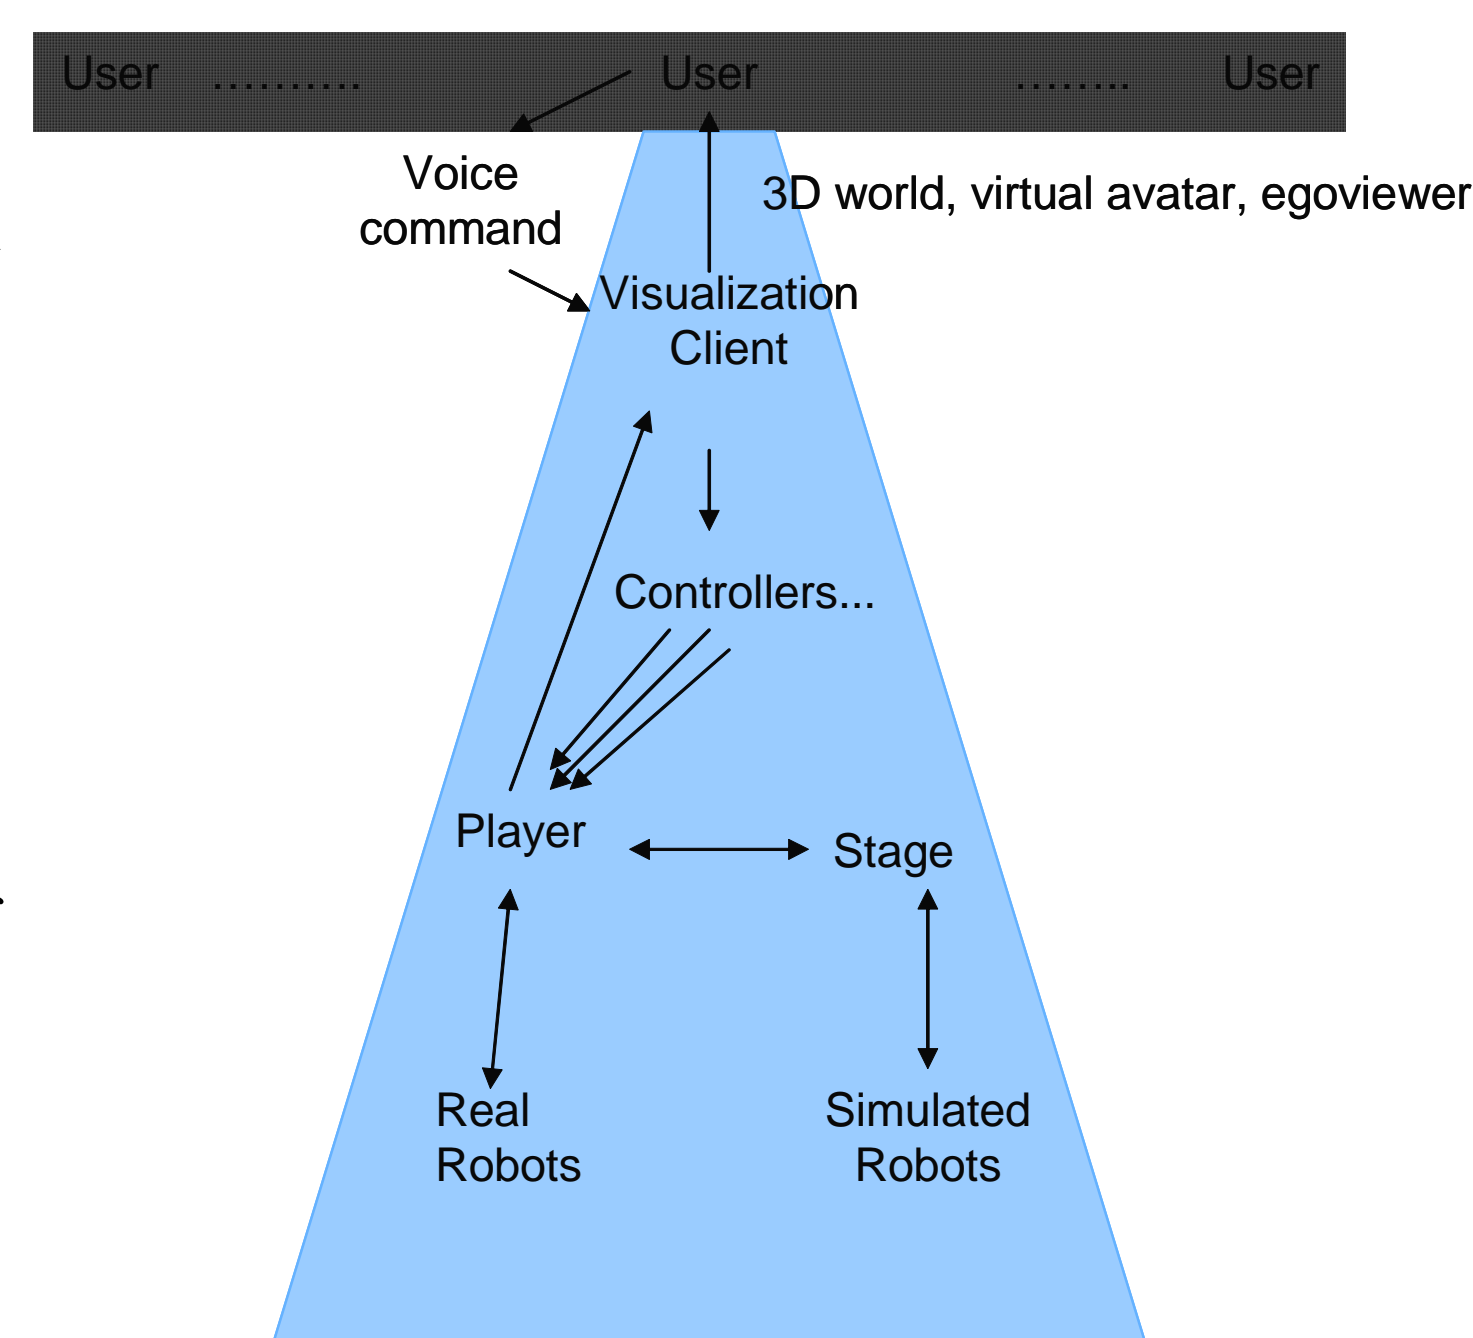 User ………. User …….. User
Voice
command
3D world, virtual avatar, egoviewer
Visualization
Client
Controllers...
Player
Stage
Real
Robots
Simulated
Robots